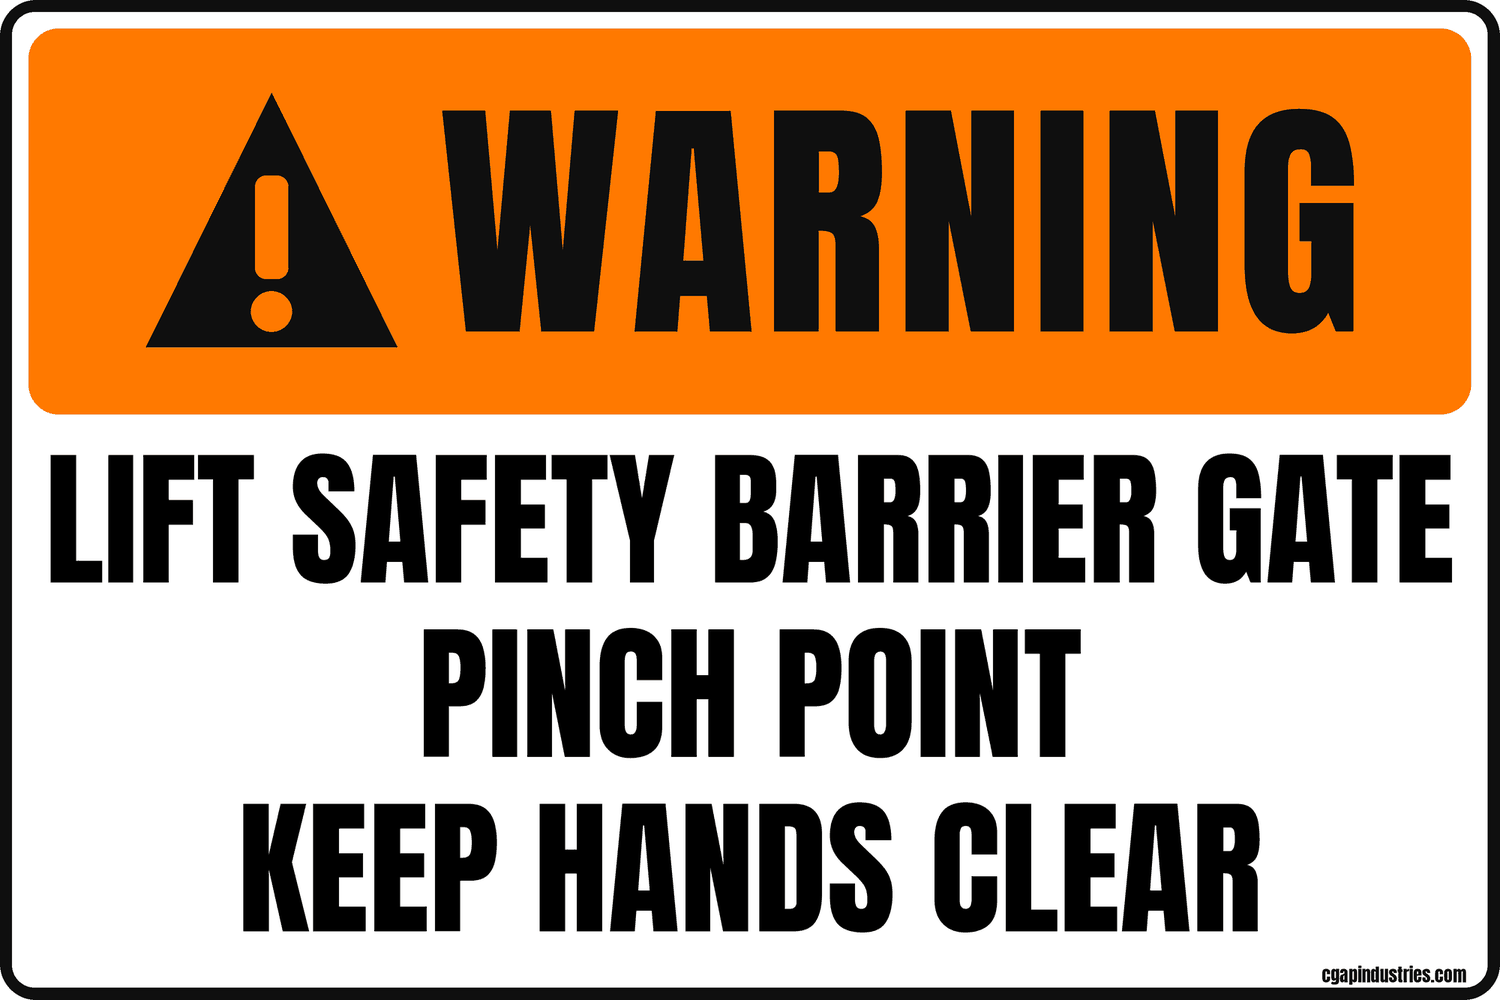 WARNING
LIFT SAFETY BARRIER GATE
PINCH POINT
KEEP HANDS CLEAR
cgapindustries.com